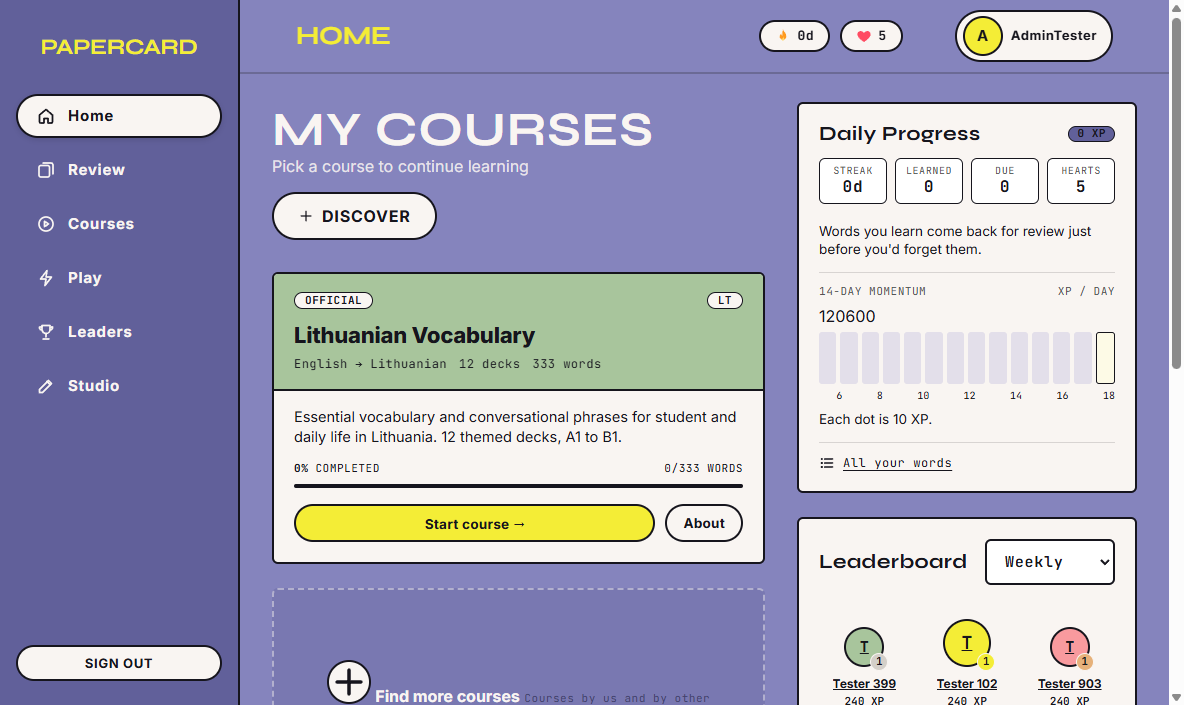 PAPERCARD
Home
Review
Courses
Play
Leaders
Studio
SIGN OUT
HOME
0d
5
A
AdminTester
MY COURSES
Pick a course to continue learning
+ DISCOVER
OFFICIAL
LT
Lithuanian Vocabulary
English → Lithuanian 12 decks 333 words
Essential vocabulary and conversational phrases for student and
daily life in Lithuania. 12 themed decks, A1 to B1.
0% COMPLETED
0/333 WORDS
Start course →
About
Find more courses Courses by us and by other
Daily Progress
0 XP
STREAK
0d
LEARNED
0
DUE
0
HEARTS
5
Words you learn come back for review just
before you'd forget them.
14-DAY MOMENTUM
XP / DAY
120600
6 8 10 12 14 16 18
Each dot is 10 XP.
All your words
Leaderboard
Weekly
T
1
Tester 399
240 XP
T
1
Tester 102
240 XP
T
1
Tester 903
240 XP